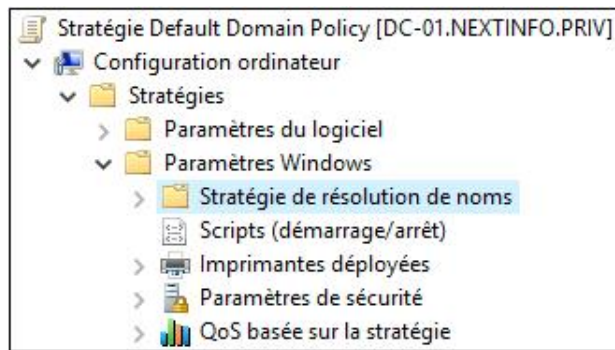 Stratégie Default Domain Policy [DC-01.NEXTINFO.PRIV]
Configuration ordinateur
Stratégies
Paramètres du logiciel
Paramètres Windows
Stratégie de résolution de noms
Scripts (démarrage/arrêt)
Imprimantes déployées
Paramètres de sécurité
QoS basée sur la stratégie